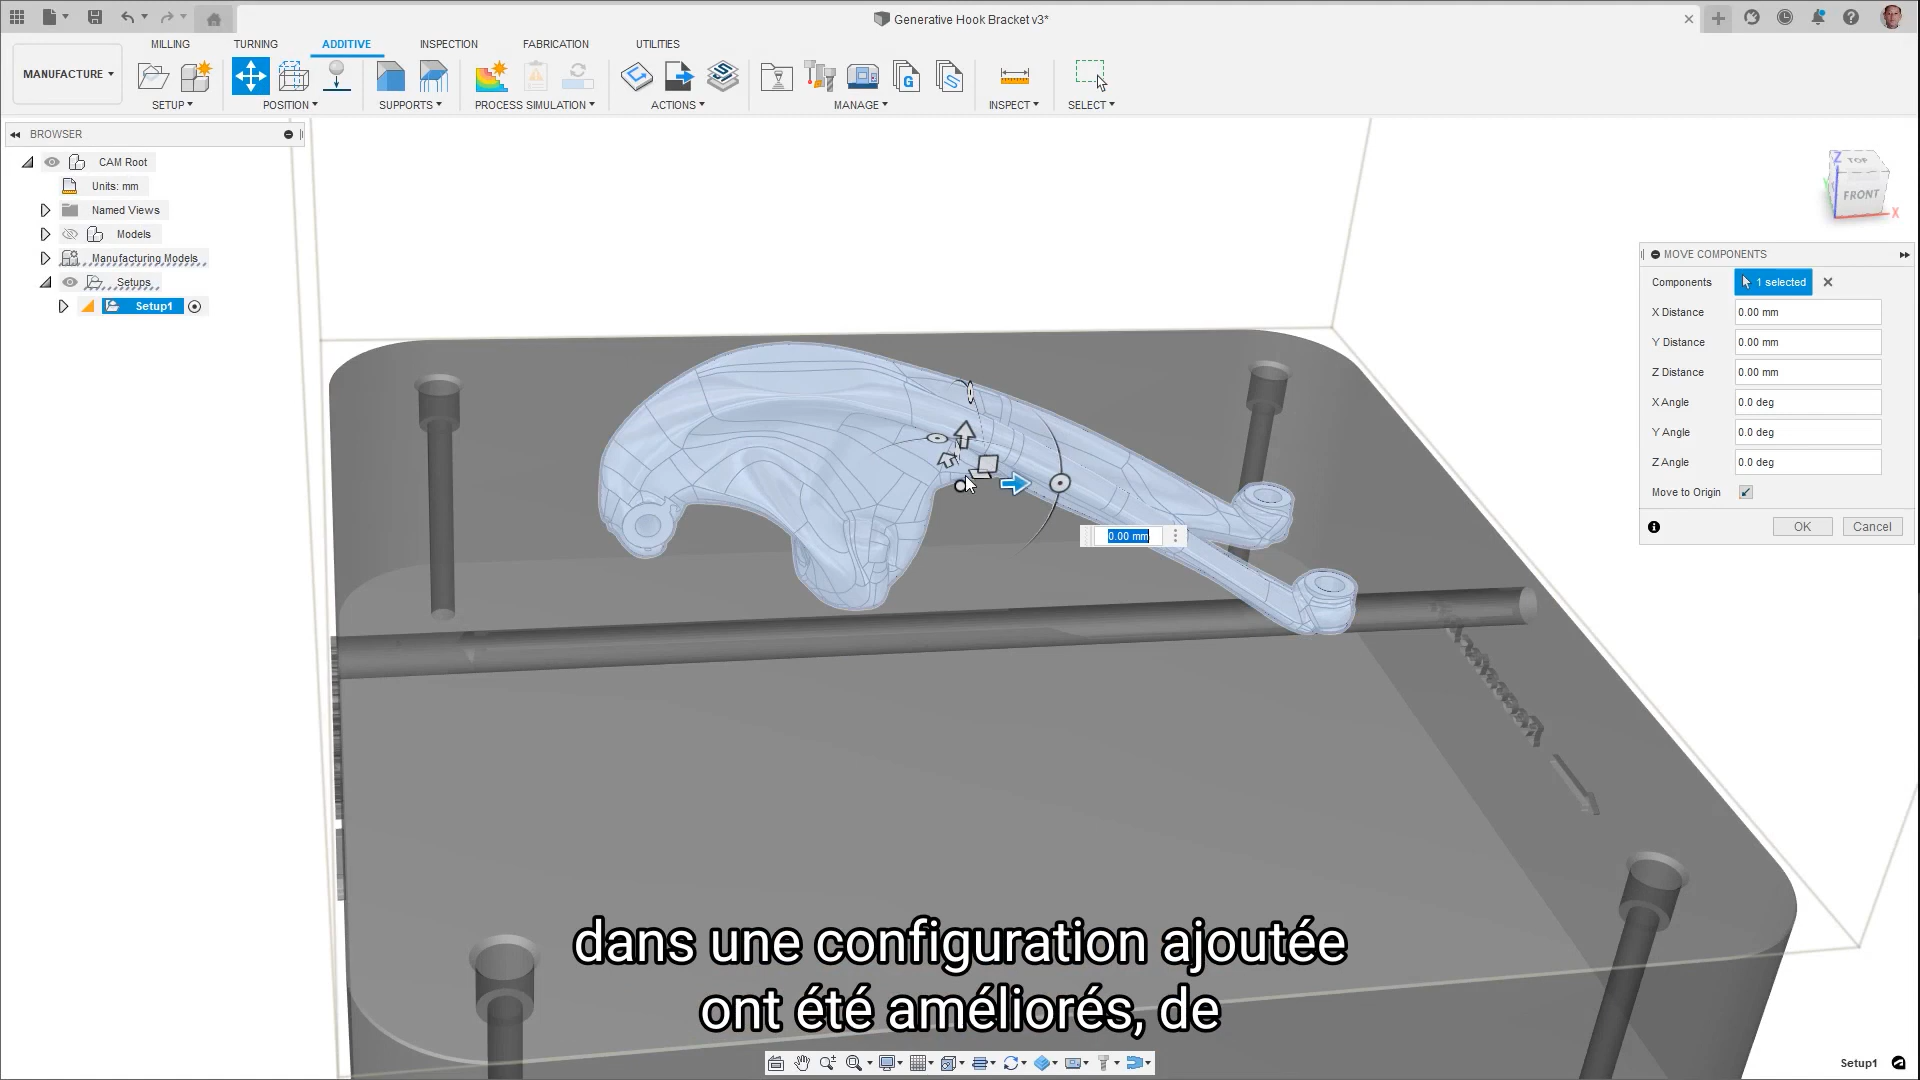 Generative Hook Bracket v3*
MILLING
TURNING
ADDITIVE
INSPECTION
FABRICATION
UTILITIES
MANUFACTURE
SETUP
POSITION
SUPPORTS
PROCESS SIMULATION
ACTIONS
MANAGE
INSPECT
SELECT
BROWSER
CAM Root
Units: mm
Named Views
Models
Manufacturing Models
Setups
Setup1
TOP
FRONT
Z
X
MOVE COMPONENTS
Components
1 selected
X Distance
0.00 mm
Y Distance
0.00 mm
Z Distance
0.00 mm
X Angle
0.0 deg
Y Angle
0.0 deg
Z Angle
0.0 deg
Move to Origin
OK
Cancel
0.00 mm
dans une configuration ajoutée
ont été améliorés, de
Setup1